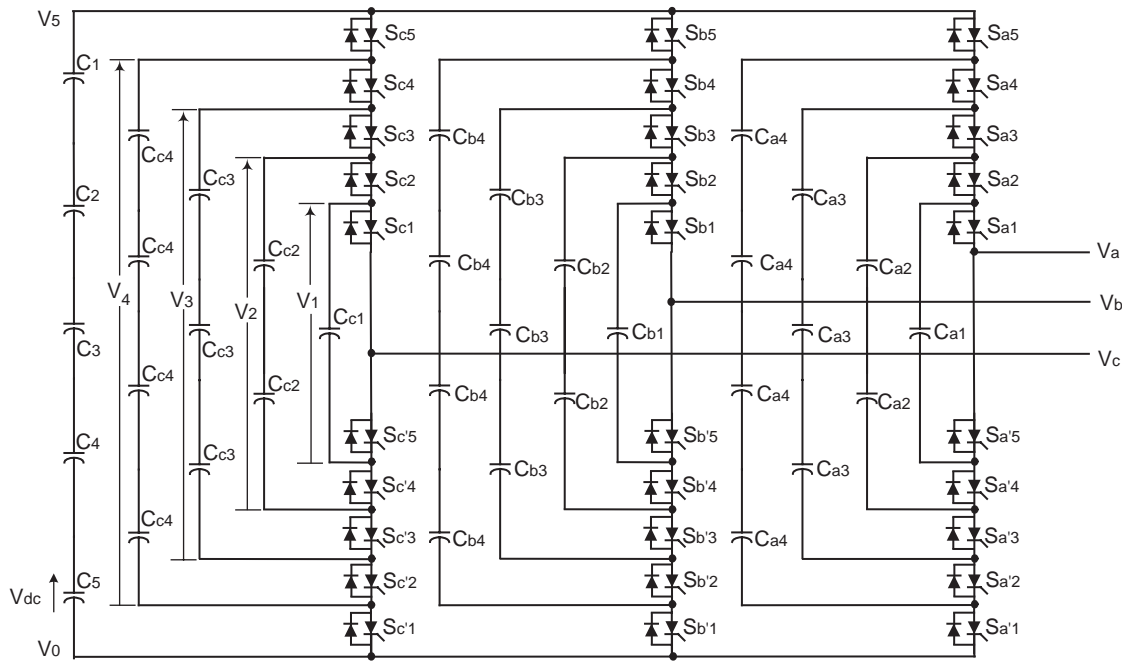 V5 Sc5 Sb5 Sa5
C1 Sc4 Sb4 Sa4
Cc4 Sc3 Cb4 Sb3 Ca4 Sa3
C2 Cc3 Sc2 Cb3 Sb2 Ca3 Sa2
Sc1 Sb1 Sa1
Cc4 Cc2 Cb4 Cb2 Ca4 Ca2 Va
V4 V3 V2 V1 Vb
C3 Cc3 Cc1 Cb3 Cb1 Ca3 Ca1
Vc
Cc4 Cc2 Cb4 Cb2 Ca4 Ca2
C4 Sc'5 Sb'5 Sa'5
Cc3 Sc'4 Cb3 Sb'4 Ca3 Sa'4
Cc4 Sc'3 Cb4 Sb'3 Ca4 Sa'3
C5 Sc'2 Sb'2 Sa'2
Vdc
V0 Sc'1 Sb'1 Sa'1